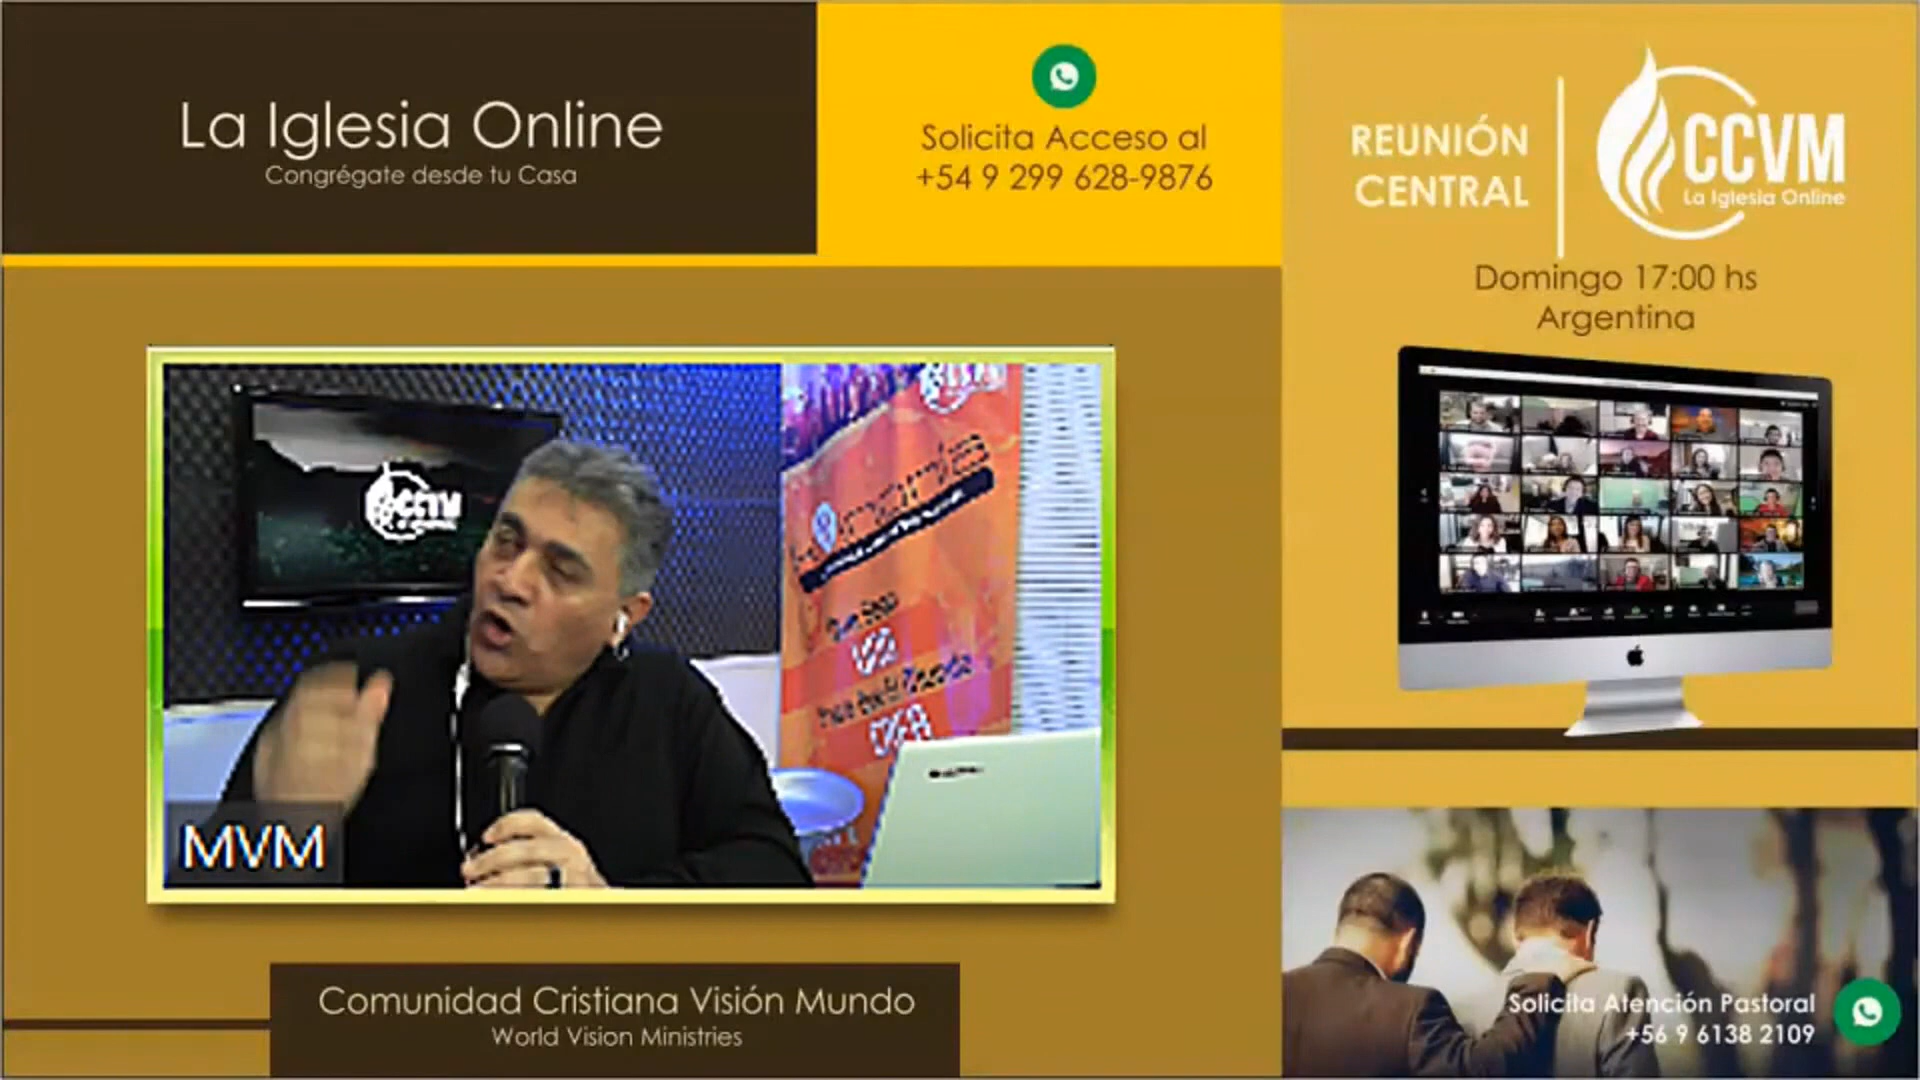 La Iglesia Online
Congrégate desde tu Casa
Solicita Acceso al
+54 9 299 628-9876
REUNIÓN
CENTRAL
CCVM
La Iglesia Online
Domingo 17:00 hs
Argentina
CCVM
MVM
Comunidad Cristiana Visión Mundo
World Vision Ministries
Solicita Atención Pastoral
+56 9 6138 2109